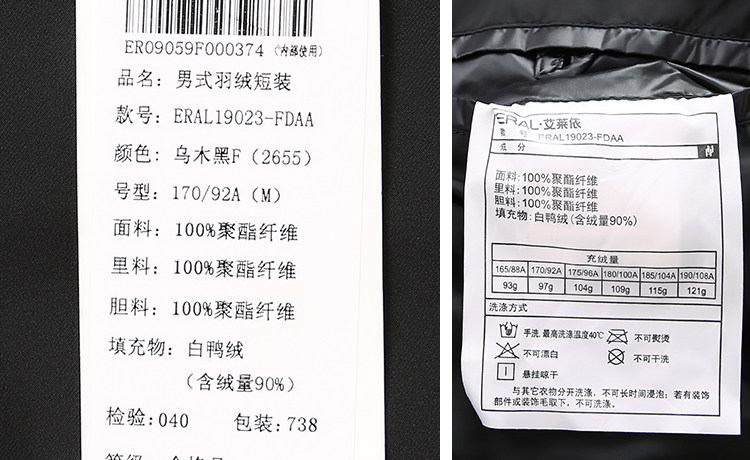 ER09059F000374 (内部使用)
品名: 男式羽绒短装
款号: ERAL19023-FDAA
颜色: 乌木黑F (2655)
号型: 170/92A (M)
面料: 100%聚酯纤维
里料: 100%聚酯纤维
胆料: 100%聚酯纤维
填充物: 白鸭绒
(含绒量90%)
检验:040 包装:738
ERAL·艾莱依
款 号 ERAL19023-FDAA
成 分
面料:100%聚酯纤维
里料:100%聚酯纤维
胆料:100%聚酯纤维
填充物:白鸭绒(含绒量90%)
充绒量
165/88A 170/92A 175/96A 180/100A 185/104A 190/108A
93g 97g 104g 109g 115g 121g
洗涤方式
手洗,最高洗涤温度40℃ 不可熨烫
不可漂白 不可干洗
悬挂晾干
与其它衣物分开洗涤, 不可长时间浸泡; 若有装饰
部件或装饰毛取下, 不可洗涤.